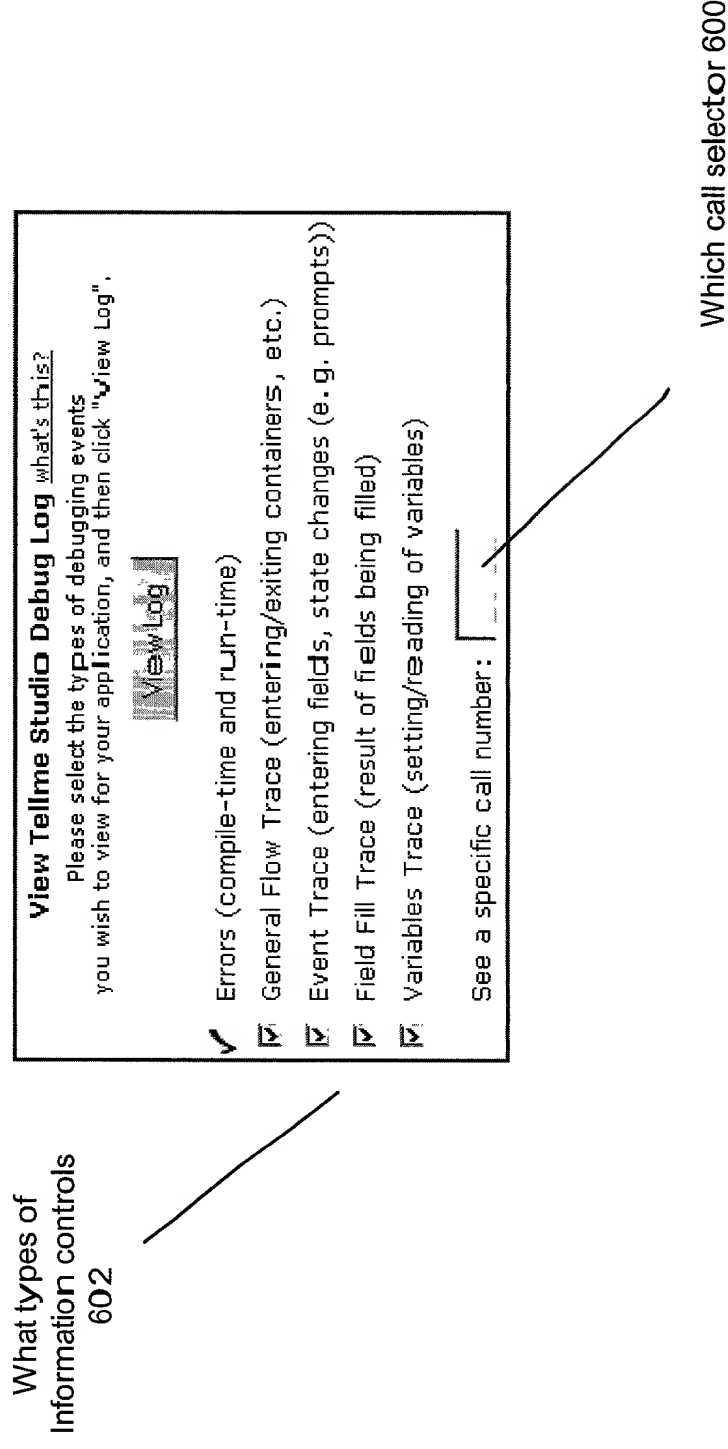 What types of
Information controls
602
View Tellme Studio Debug Log what's this?
Please select the types of debugging events
you wish to view for your application, and then click "View Log".
View Log
Errors (compile-time and run-time)
General Flow Trace (entering/exiting containers, etc.)
Event Trace (entering fields, state changes (e.g. prompts))
Field Fill Trace (result of fields being filled)
Variables Trace (setting/reading of variables)
See a specific call number:
Which call selector 600